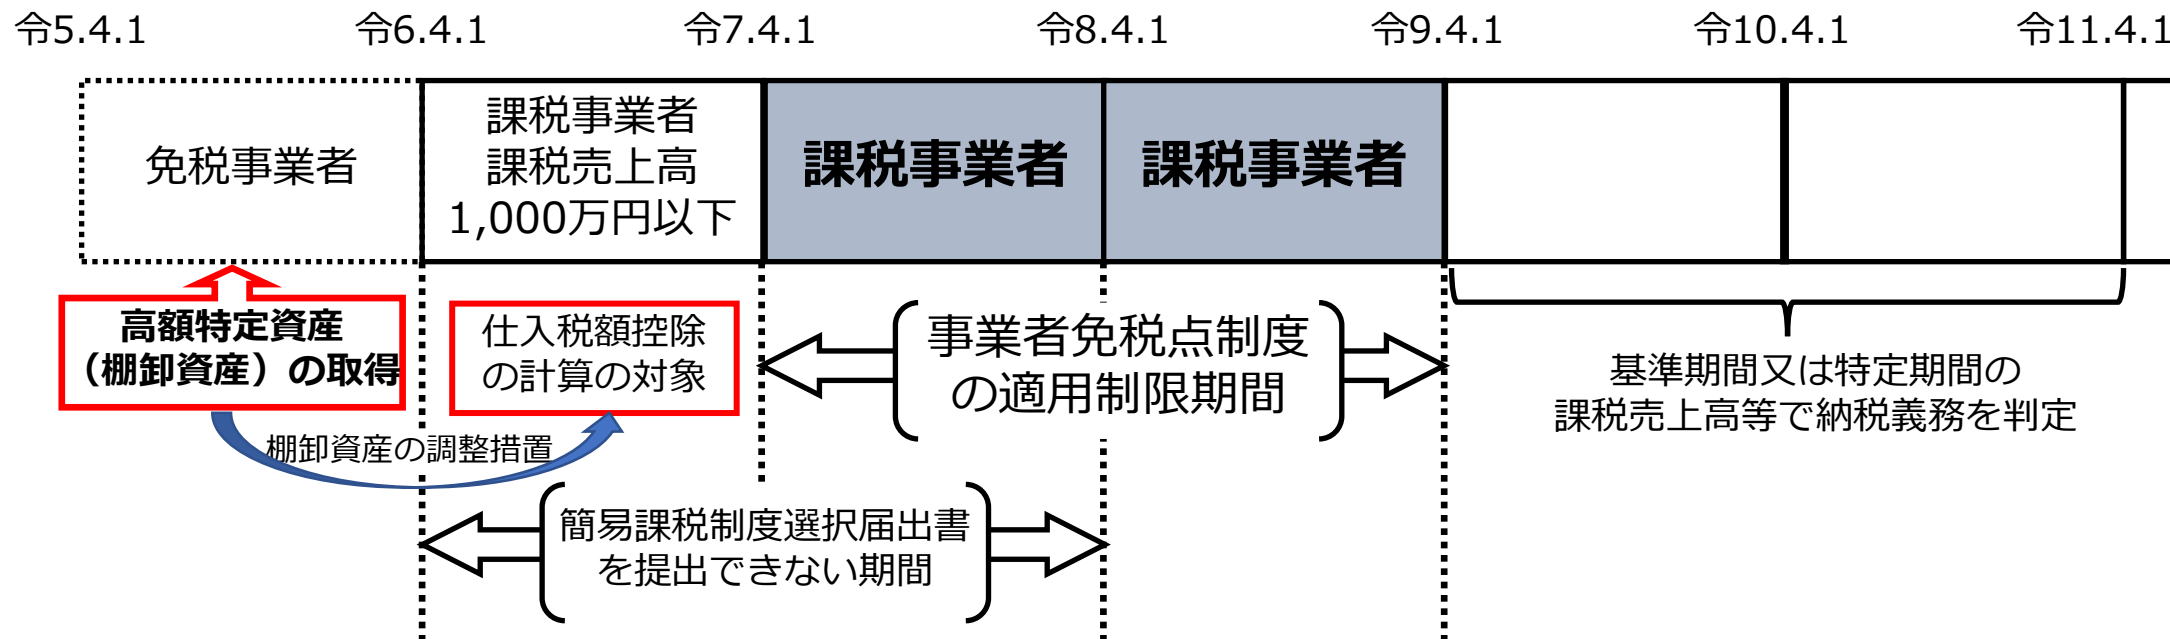 令5.4.1
令6.4.1
令7.4.1
令8.4.1
令9.4.1
令10.4.1
令11.4.1
免税事業者
課税事業者
課税売上高
1,000万円以下
課税事業者
課税事業者
高額特定資産
（棚卸資産）の取得
仕入税額控除
の計算の対象
棚卸資産の調整措置
事業者免税点制度
の適用制限期間
基準期間又は特定期間の
課税売上高等で納税義務を判定
簡易課税制度選択届出書
を提出できない期間